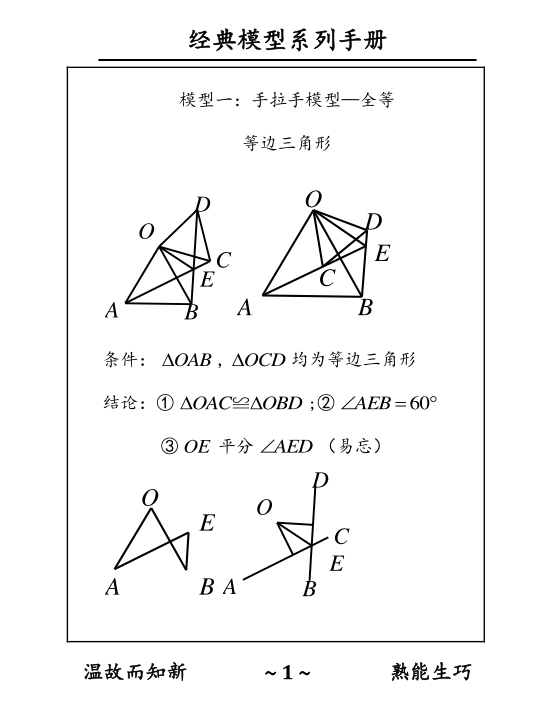 经典模型系列手册
模型一：手拉手模型—全等
等边三角形
D
O
C
E
A
B
O
D
E
C
A
B
条件：ΔOAB，ΔOCD 均为等边三角形
结论：① ΔOAC≌ΔOBD ;② ∠AEB=60°
③ OE 平分 ∠AED （易忘）
O
E
A
B
D
O
C
E
A
B
温故而知新 ~ 1 ~ 熟能生巧